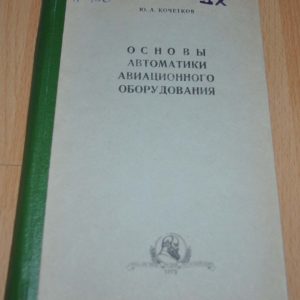 Ю. А. КОЧЕТКОВ
ОСНОВЫ
АВТОМАТИКИ
АВИАЦИОННОГО
ОБОРУДОВАНИЯ